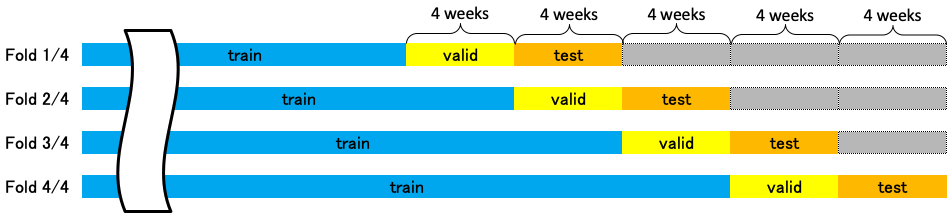 4 weeks 4 weeks 4 weeks 4 weeks 4 weeks
Fold 1/4 train valid test
Fold 2/4 train valid test
Fold 3/4 train valid test
Fold 4/4 train valid test